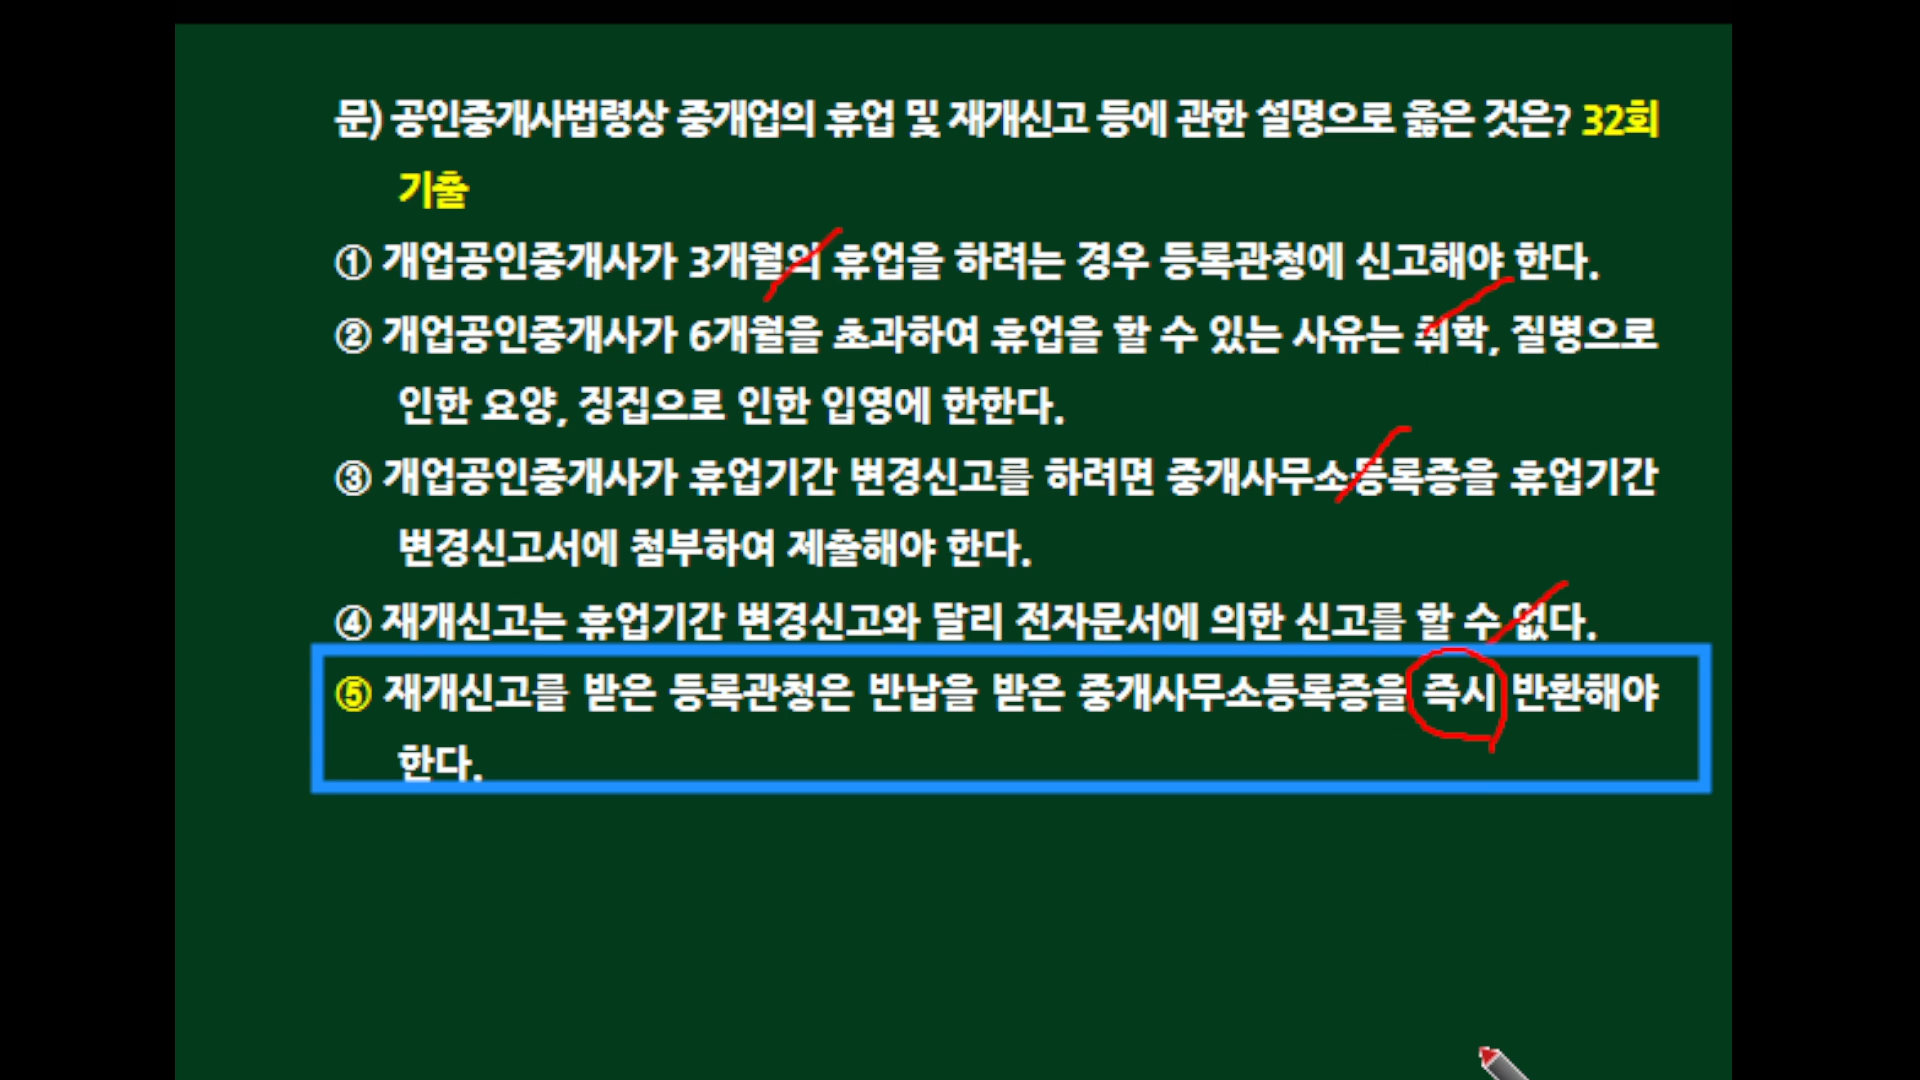 문) 공인중개사법령상 중개업의 휴업 및 재개신고 등에 관한 설명으로 옳은 것은? 32회
기출
① 개업공인중개사가 3개월의 휴업을 하려는 경우 등록관청에 신고해야 한다.
② 개업공인중개사가 6개월을 초과하여 휴업을 할 수 있는 사유는 취학, 질병으로
인한 요양, 징집으로 인한 입영에 한한다.
③ 개업공인중개사가 휴업기간 변경신고를 하려면 중개사무소등록증을 휴업기간
변경신고서에 첨부하여 제출해야 한다.
④ 재개신고는 휴업기간 변경신고와 달리 전자문서에 의한 신고를 할 수 없다.
⑤ 재개신고를 받은 등록관청은 반납을 받은 중개사무소등록증을 즉시 반환해야
한다.